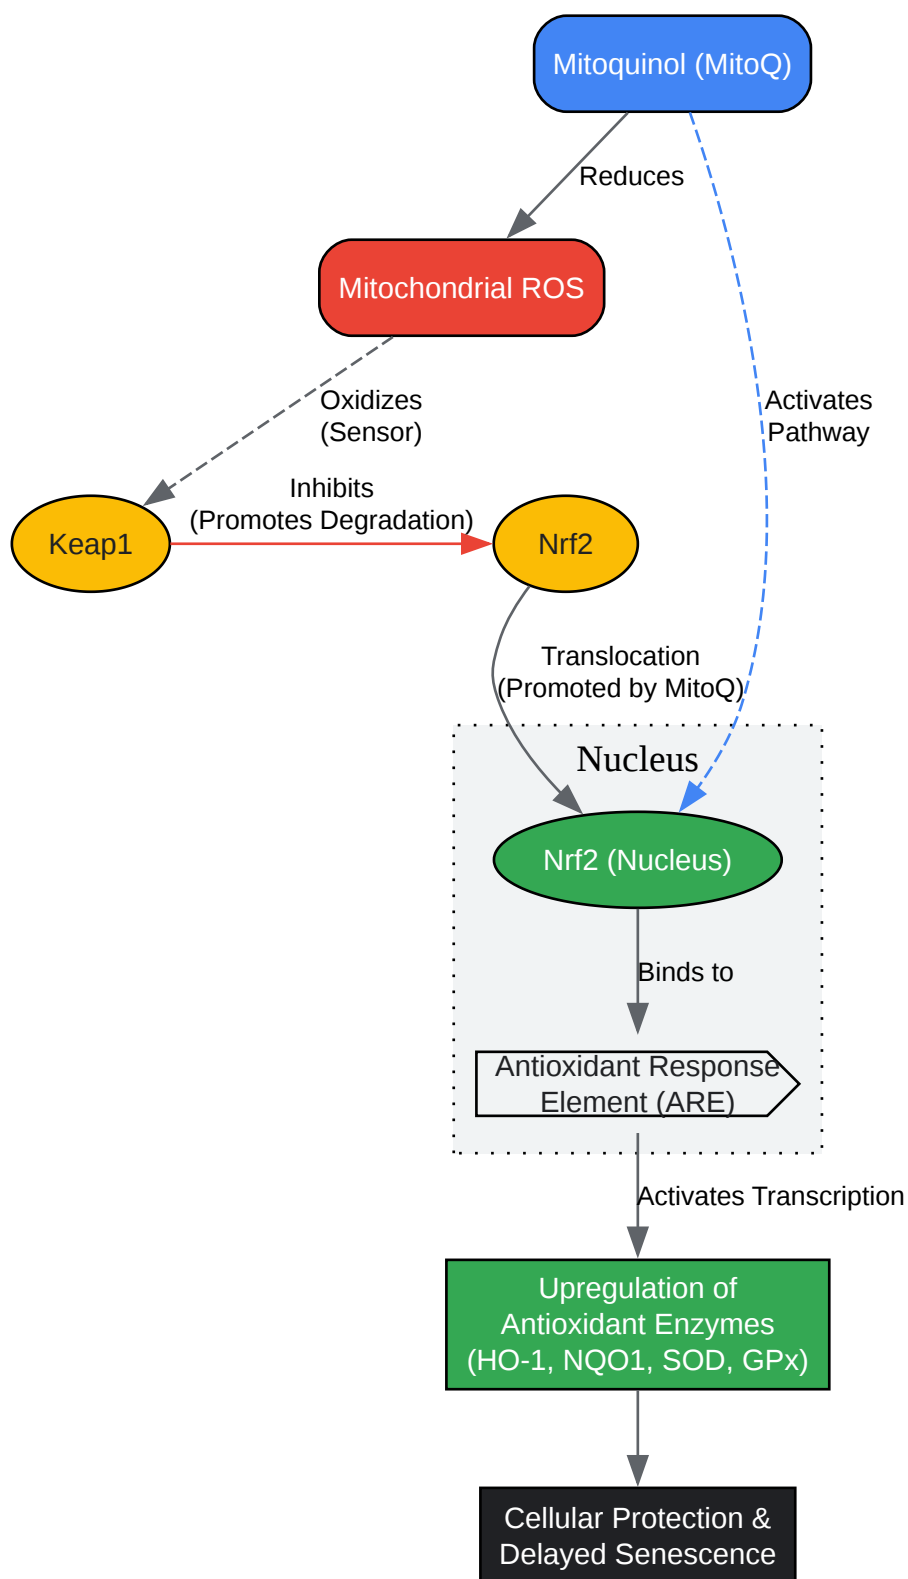 Mitoquinol (MitoQ)
Reduces
Mitochondrial ROS
Oxidizes
(Sensor)
Activates
Pathway
Inhibits
(Promotes Degradation)
Keap1
Nrf2
Translocation
(Promoted by MitoQ)
Nucleus
Nrf2 (Nucleus)
Binds to
Antioxidant Response
Element (ARE)
Activates Transcription
Upregulation of
Antioxidant Enzymes
(HO-1, NQO1, SOD, GPx)
Cellular Protection &
Delayed Senescence